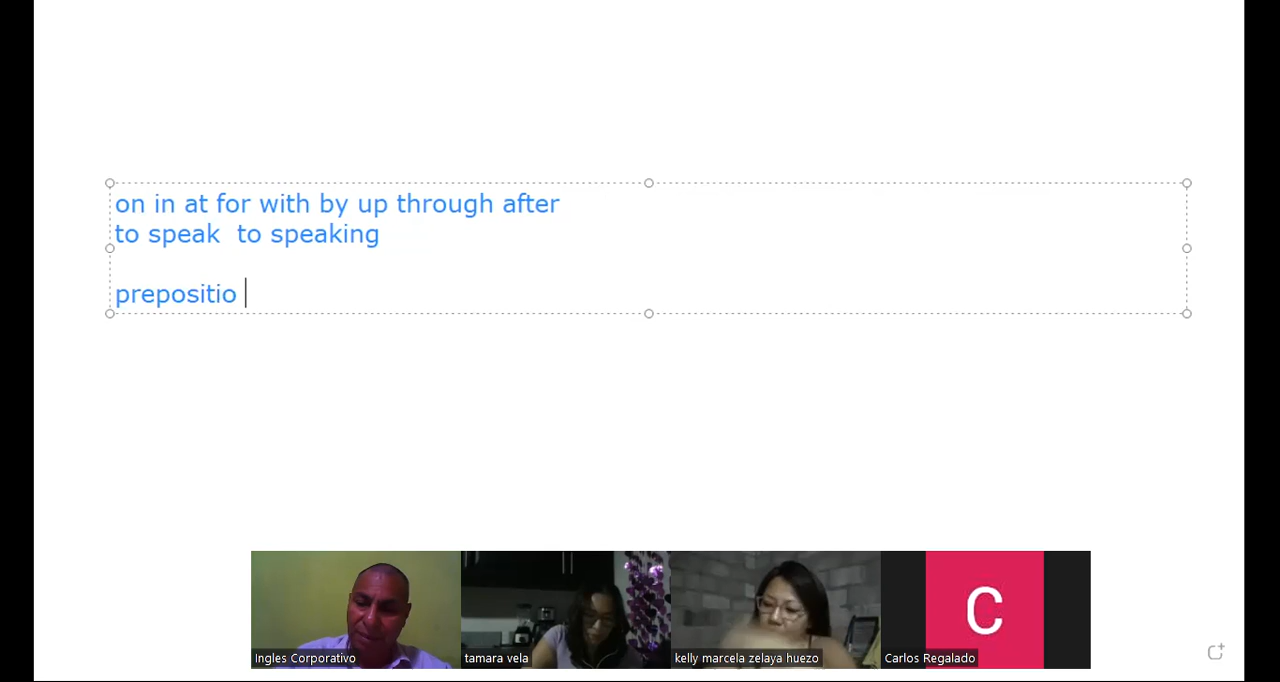 on in at for with by up through after
to speak  to speaking
prepositio
Ingles Corporativo
tamara vela
kelly marcela zelaya huezo
C
Carlos Regalado